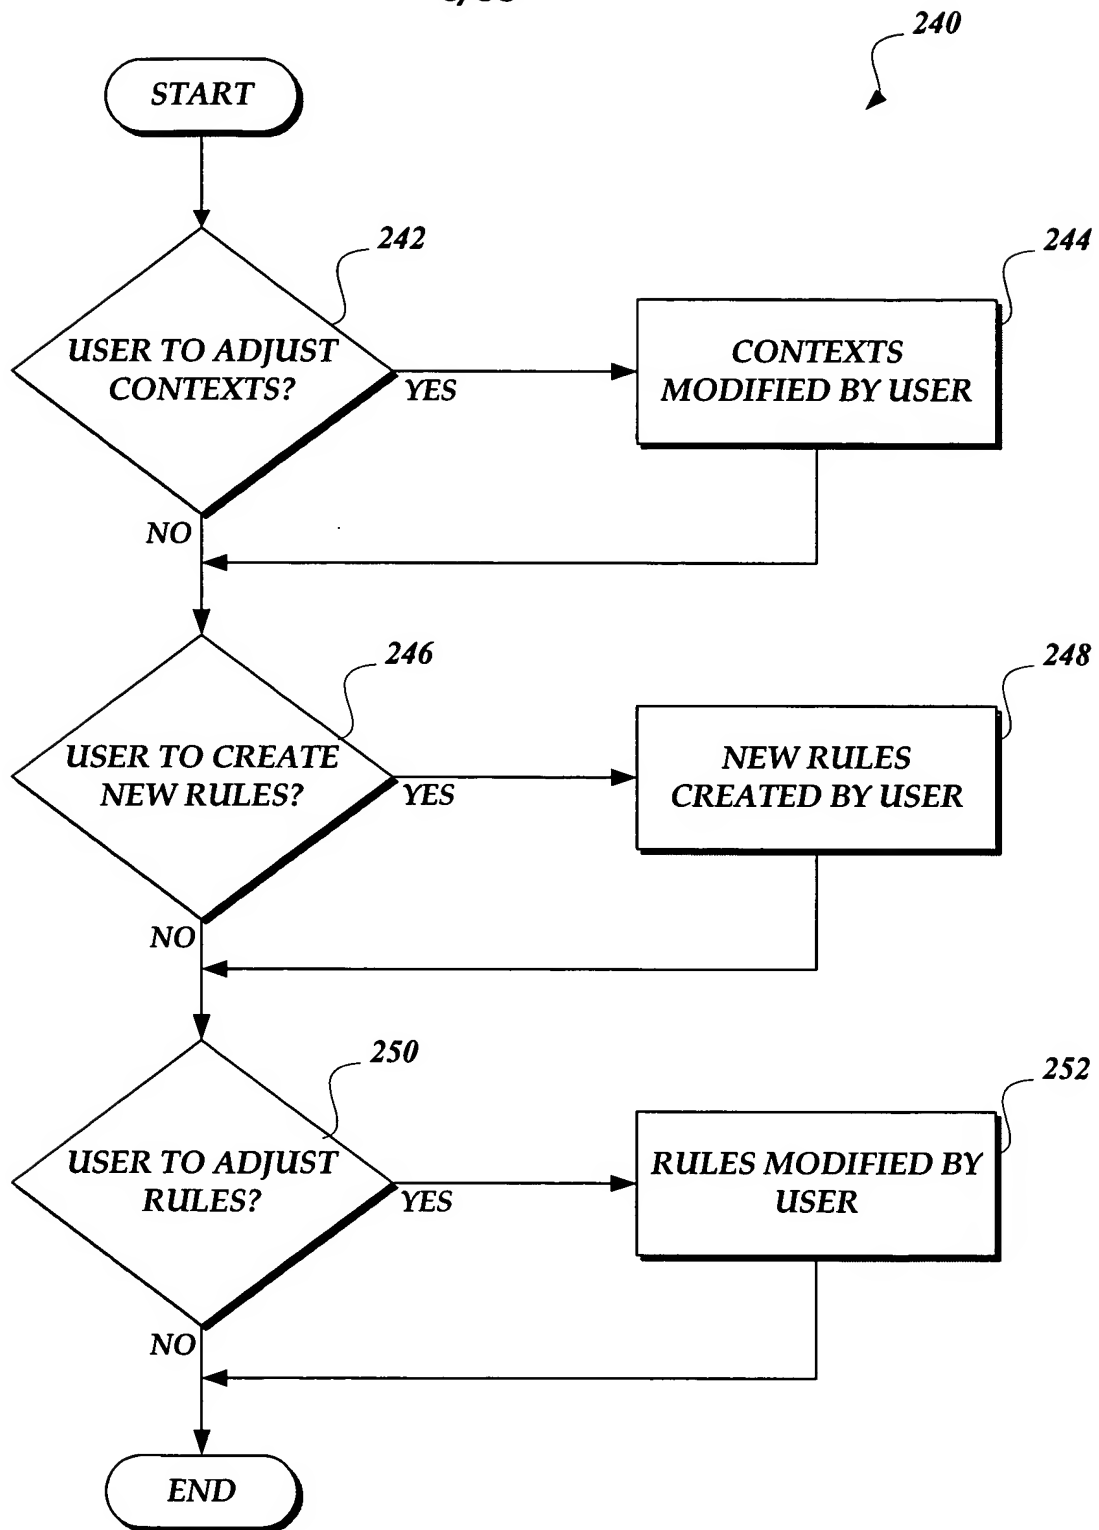 240
START
242
USER TO ADJUST
CONTEXTS?
YES
NO
244
CONTEXTS
MODIFIED BY USER
246
USER TO CREATE
NEW RULES?
YES
NO
248
NEW RULES
CREATED BY USER
250
USER TO ADJUST
RULES?
YES
NO
252
RULES MODIFIED BY
USER
END